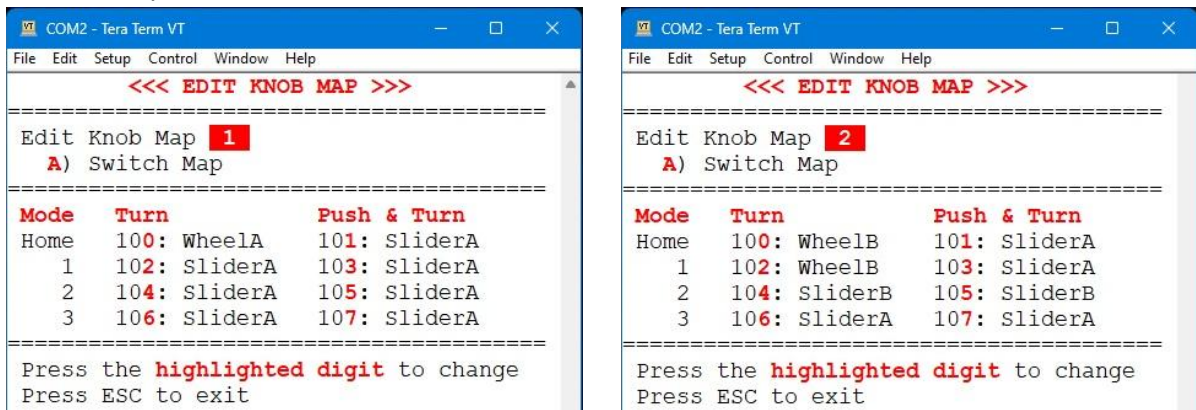 COM2 - Tera Term VT
File Edit Setup Control Window Help
<<< EDIT KNOB MAP >>>
========================================
Edit Knob Map 1
A) Switch Map
========================================
Mode Turn Push & Turn
Home 100: WheelA 101: SliderA
1 102: SliderA 103: SliderA
2 104: SliderA 105: SliderA
3 106: SliderA 107: SliderA
========================================
Press the highlighted digit to change
Press ESC to exit
COM2 - Tera Term VT
File Edit Setup Control Window Help
<<< EDIT KNOB MAP >>>
========================================
Edit Knob Map 2
A) Switch Map
========================================
Mode Turn Push & Turn
Home 100: WheelB 101: SliderA
1 102: WheelB 103: SliderA
2 104: SliderB 105: SliderB
3 106: SliderA 107: SliderA
========================================
Press the highlighted digit to change
Press ESC to exit